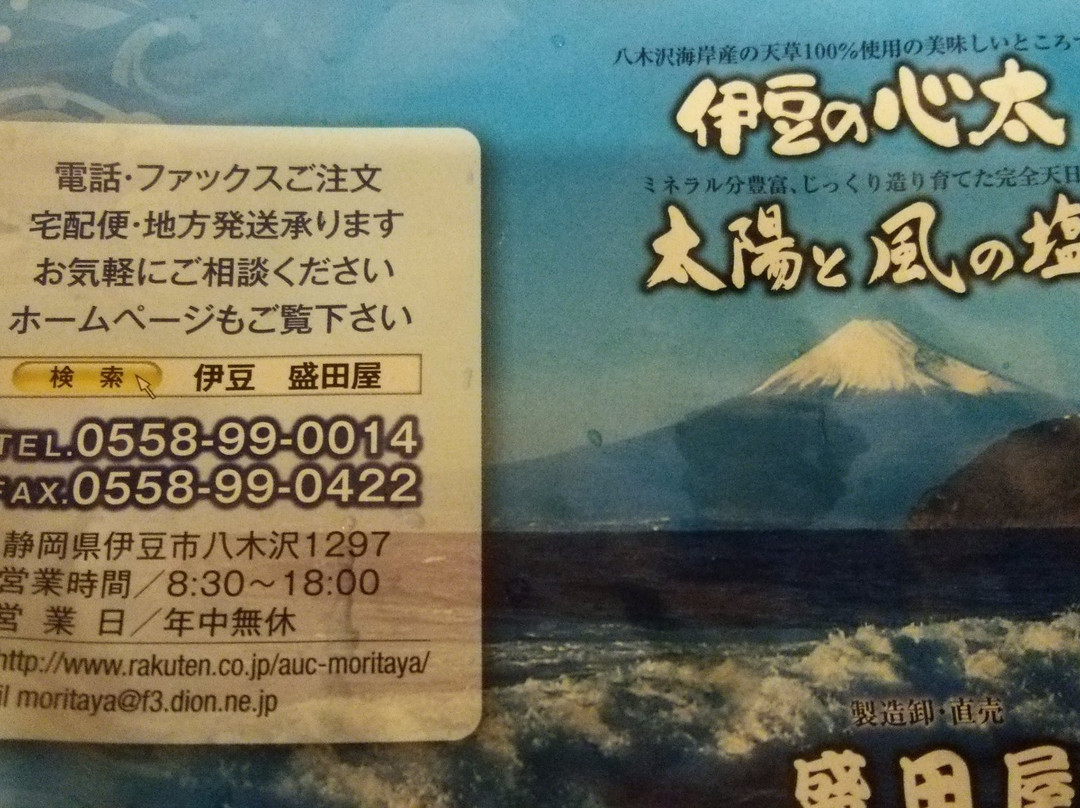 電話・ファックスご注文
宅配便・地方発送承ります
お気軽にご相談ください
ホームページもご覧下さい
検 索 伊豆 盛田屋
TEL.0558-99-0014
FAX.0558-99-0422
静岡県伊豆市八木沢1297
営業時間／8:30～18:00
営 業 日／年中無休
http://www.rakuten.co.jp/auc-moritaya/
il moritaya@f3.dion.ne.jp
八木沢海岸産の天草100%使用の美味しいところて
伊豆の心太
ミネラル分豊富、じっくり造り育てた完全天日
太陽と風の塩
製造卸・直売
盛田屋